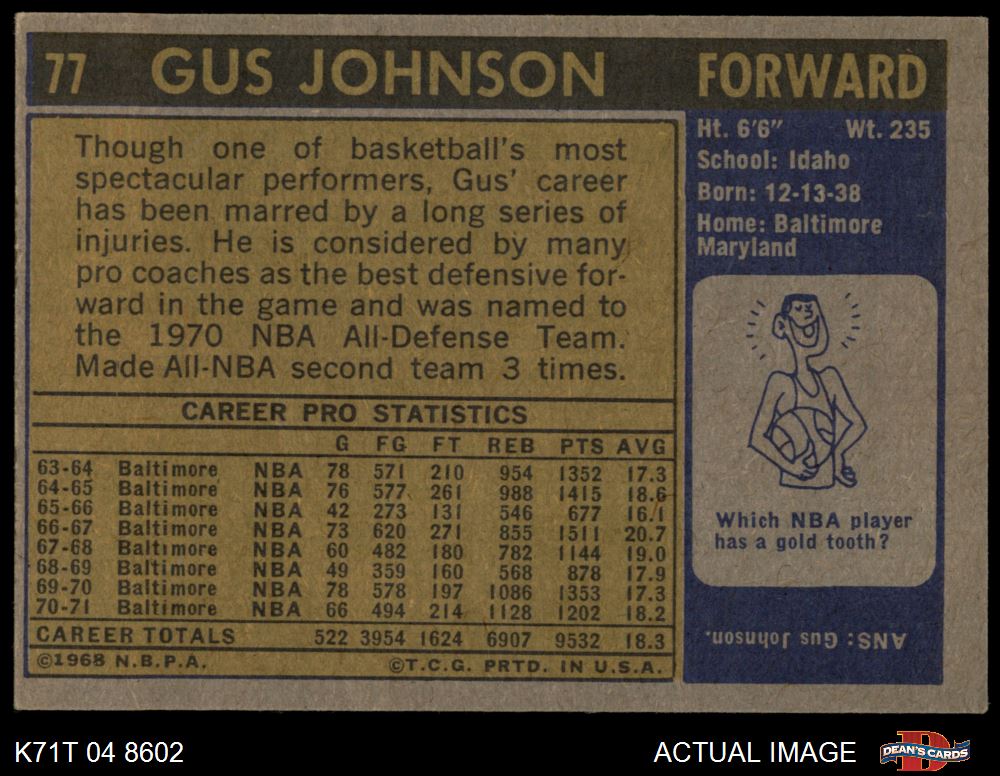 77 GUS JOHNSON FORWARD
Though one of basketball's most
spectacular performers, Gus' career
has been marred by a long series of
injuries. He is considered by many
pro coaches as the best defensive for-
ward in the game and was named to
the 1970 NBA All-Defense Team.
Made All-NBA second team 3 times.
CAREER PRO STATISTICS
G FG FT REB PTS AVG
63-64 Baltimore NBA 78 571 210 954 1352 17.3
64-65 Baltimore NBA 76 577 261 988 1415 18.6
65-66 Baltimore NBA 42 273 131 546 677 16.1
66-67 Baltimore NBA 73 620 271 855 1511 20.7
67-68 Baltimore NBA 60 482 180 782 1144 19.0
68-69 Baltimore NBA 49 359 160 568 878 17.9
69-70 Baltimore NBA 78 578 197 1086 1353 17.3
70-71 Baltimore NBA 66 494 214 1128 1202 18.2
CAREER TOTALS 522 3954 1624 6907 9532 18.3
©1968 N.B.P.A. ©T.C.G. PRTD. IN U.S.A.
Ht. 6'6" Wt. 235
School: Idaho
Born: 12-13-38
Home: Baltimore
Maryland
Which NBA player
has a gold tooth?
ANS: Gus Johnson.
K71T 04 8602 ACTUAL IMAGE DEAN'S CARDS